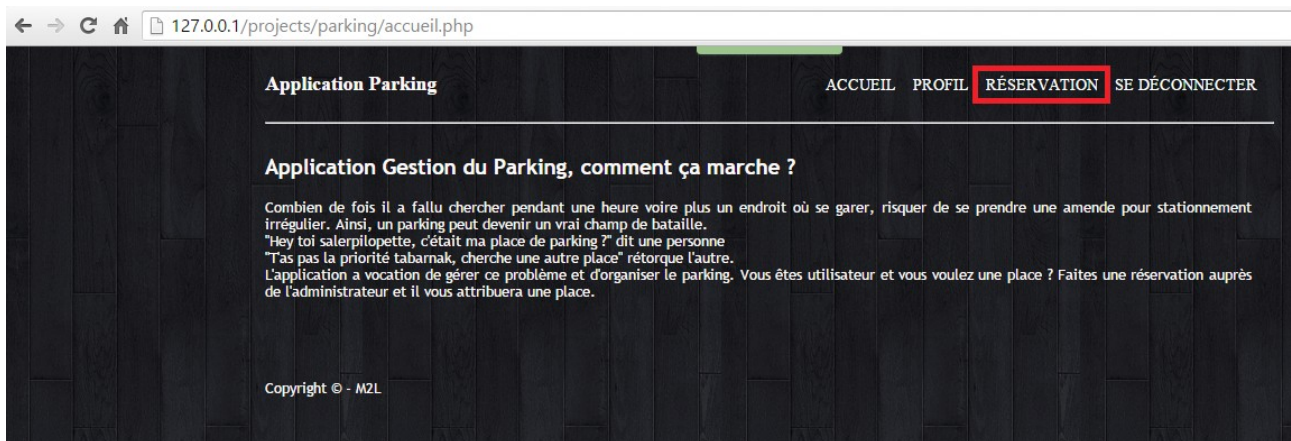 127.0.0.1/projects/parking/accueil.php
Application Parking
ACCUEIL PROFIL RÉSERVATION SE DÉCONNECTER
Application Gestion du Parking, comment ça marche ?
Combien de fois il a fallu chercher pendant une heure voire plus un endroit où se garer, risquer de se prendre une amende pour stationnement
irrégulier. Ainsi, un parking peut devenir un vrai champ de bataille.
"Hey toi salerpilopette, c'était ma place de parking ?" dit une personne
"T'as pas la priorité tabarnak, cherche une autre place" rétorque l'autre.
L'application a vocation de gérer ce problème et d'organiser le parking. Vous êtes utilisateur et vous voulez une place ? Faites une réservation auprès
de l'administrateur et il vous attribuera une place.
Copyright © - M2L